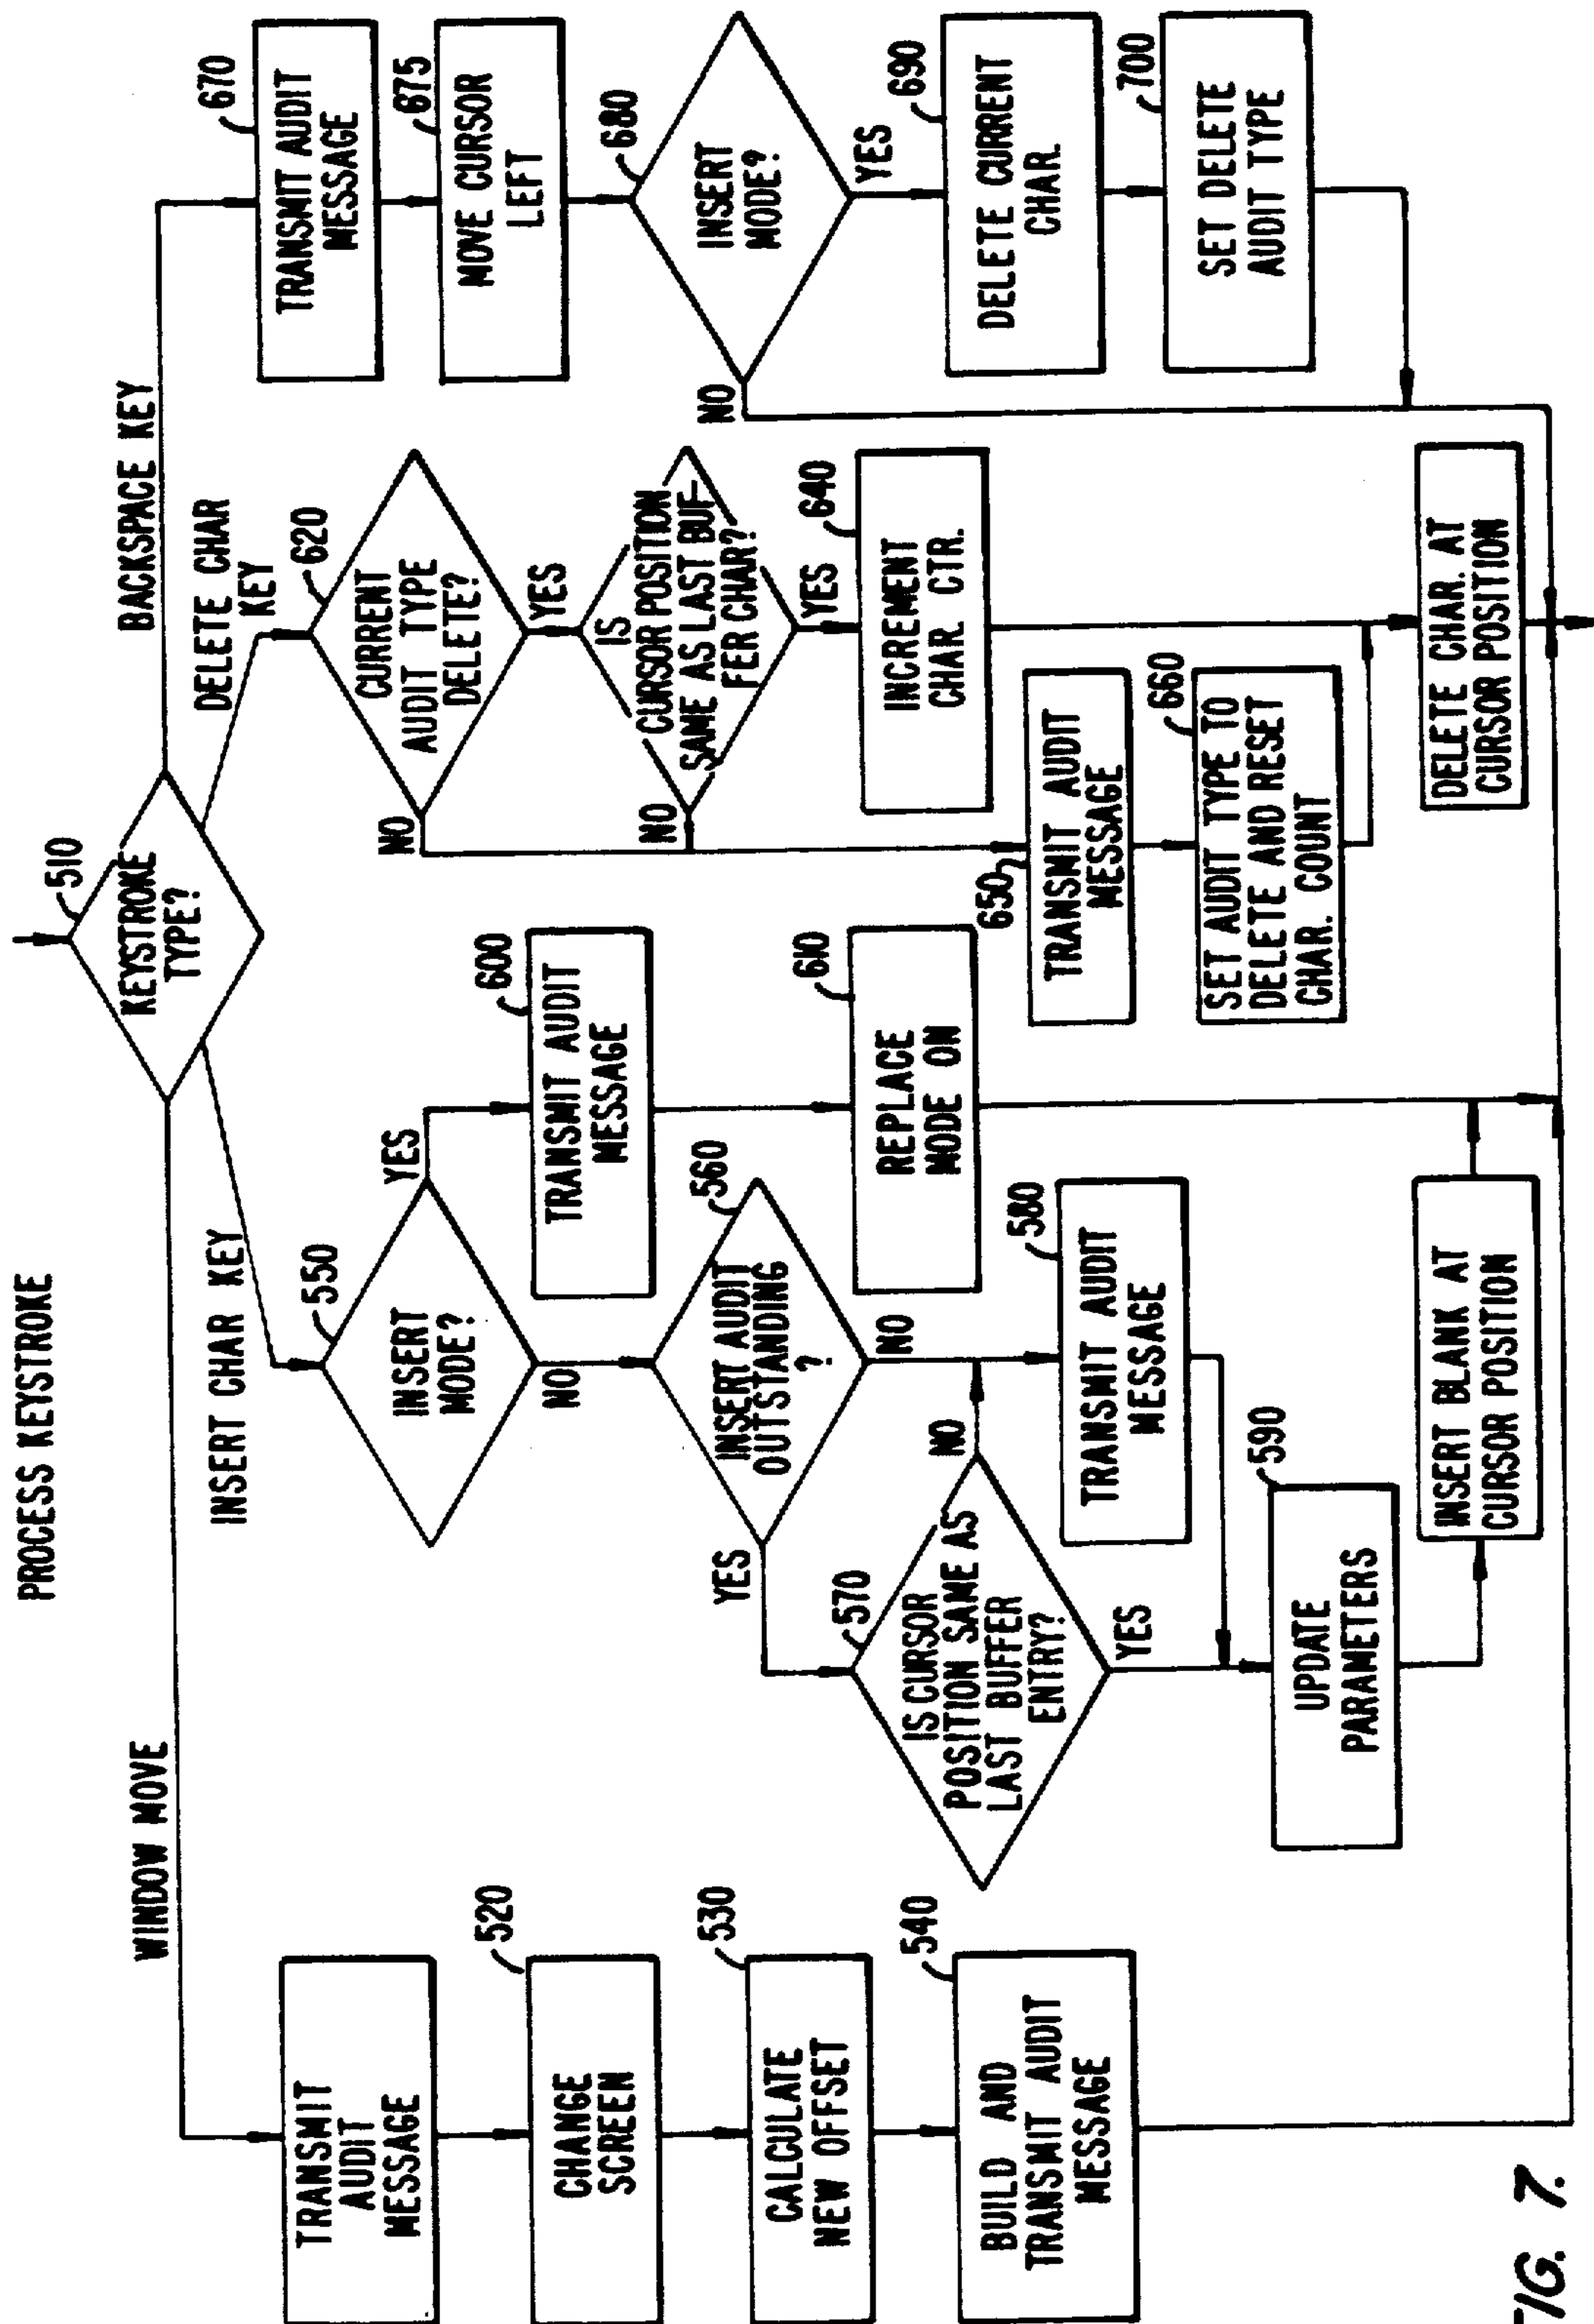 PROCESS KEYSTROKE
510
KEYSTROKE
TYPE?
WINDOW MOVE
INSERT CHAR KEY
DELETE CHAR
KEY
BACKSPACE KEY
TRANSMIT
AUDIT
MESSAGE
520
CHANGE
SCREEN
530
CALCULATE
NEW OFFSET
540
BUILD AND
TRANSMIT AUDIT
MESSAGE
550
INSERT
MODE?
YES
NO
600
TRANSMIT AUDIT
MESSAGE
610
REPLACE
MODE ON
560
INSERT AUDIT
OUTSTANDING
?
YES
NO
570
IS CURSOR
POSITION SAME AS
LAST BUFFER
ENTRY?
NO
YES
580
TRANSMIT AUDIT
MESSAGE
590
UPDATE
PARAMETERS
INSERT BLANK AT
CURSOR POSITION
620
CURRENT
AUDIT TYPE
DELETE?
NO
YES
IS
CURSOR POSITION
SAME AS LAST BUF-
FER CHAR?
NO
YES
640
INCREMENT
CHAR. CTR.
650
TRANSMIT AUDIT
MESSAGE
660
SET AUDIT TYPE TO
DELETE AND RESET
CHAR. COUNT
DELETE CHAR. AT
CURSOR POSITION
670
TRANSMIT AUDIT
MESSAGE
675
MOVE CURSOR
LEFT
680
INSERT
MODE?
NO
YES
690
DELETE CURRENT
CHAR.
700
SET DELETE
AUDIT TYPE
FIG. 7.